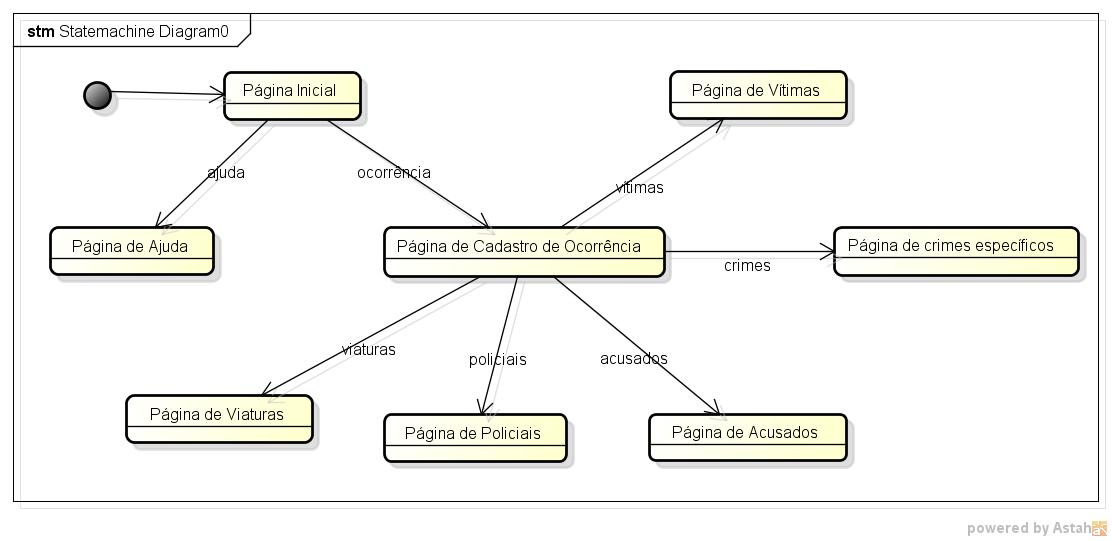 stm Statemachine Diagram0
Página Inicial
Página de Vítimas
ajuda
ocorrência
vítimas
Página de Ajuda
Página de Cadastro de Ocorrência
Página de crimes específicos
crimes
viaturas
policiais
acusados
Página de Viaturas
Página de Policiais
Página de Acusados
powered by Astah